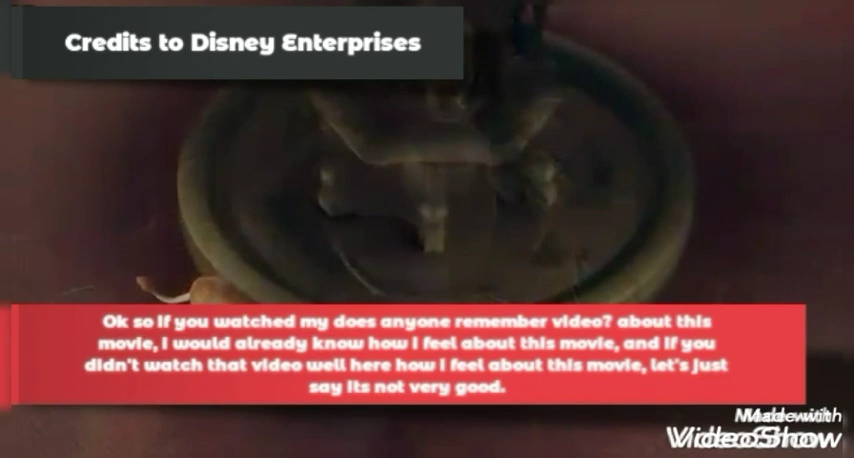 Credits to Disney Enterprises
Ok so if you watched my does anyone remember video? about this
movie, I would already know how I feel about this movie, and if you
didn't watch that video well here how I feel about this movie, let's just
say its not very good.
Made with
VideoShow